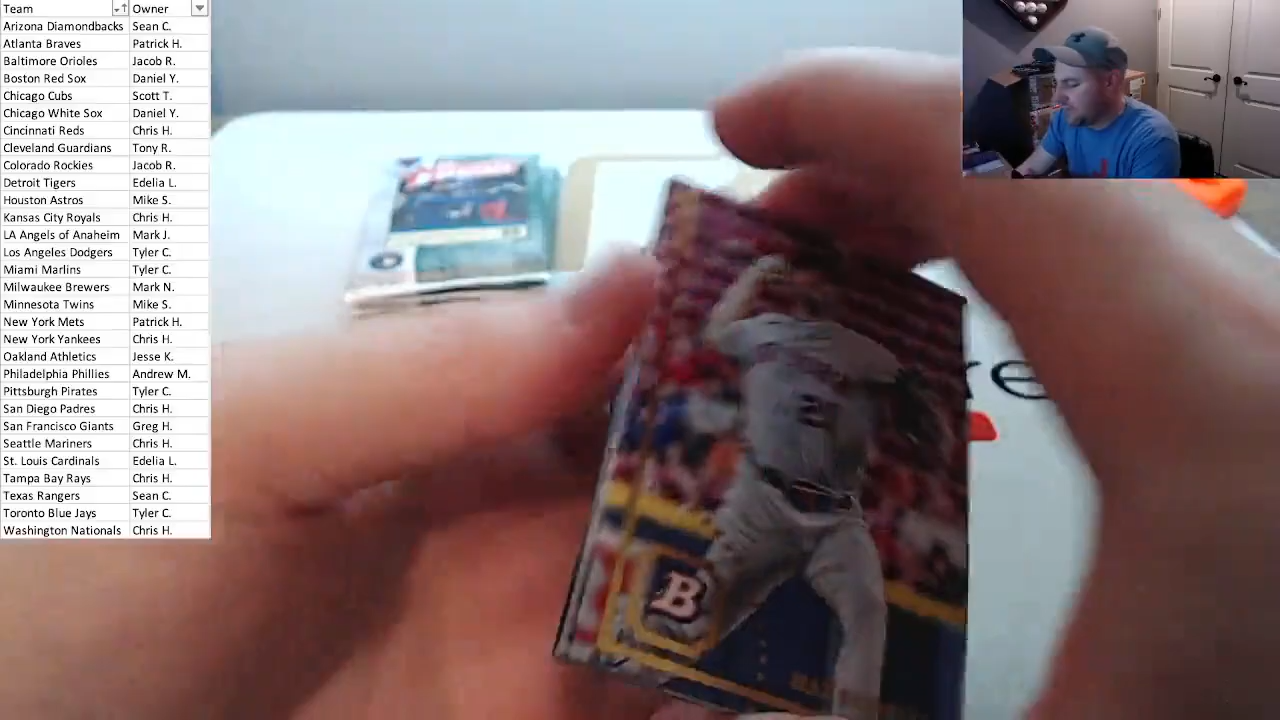 Team Owner
Arizona Diamondbacks Sean C.
Atlanta Braves Patrick H.
Baltimore Orioles Jacob R.
Boston Red Sox Daniel Y.
Chicago Cubs Scott T.
Chicago White Sox Daniel Y.
Cincinnati Reds Chris H.
Cleveland Guardians Tony R.
Colorado Rockies Jacob R.
Detroit Tigers Edelia L.
Houston Astros Mike S.
Kansas City Royals Chris H.
LA Angels of Anaheim Mark J.
Los Angeles Dodgers Tyler C.
Miami Marlins Tyler C.
Milwaukee Brewers Mark N.
Minnesota Twins Mike S.
New York Mets Patrick H.
New York Yankees Chris H.
Oakland Athletics Jesse K.
Philadelphia Phillies Andrew M.
Pittsburgh Pirates Tyler C.
San Diego Padres Chris H.
San Francisco Giants Greg H.
Seattle Mariners Chris H.
St. Louis Cardinals Edelia L.
Tampa Bay Rays Chris H.
Texas Rangers Sean C.
Toronto Blue Jays Tyler C.
Washington Nationals Chris H.
re
B